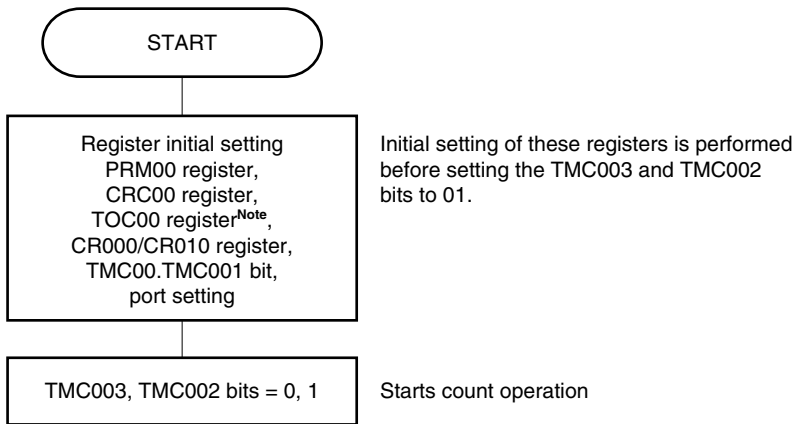 START
Register initial setting
PRM00 register,
CRC00 register,
TOC00 registerNote,
CR000/CR010 register,
TMC00.TMC001 bit,
port setting
Initial setting of these registers is performed
before setting the TMC003 and TMC002
bits to 01.
TMC003, TMC002 bits = 0, 1
Starts count operation